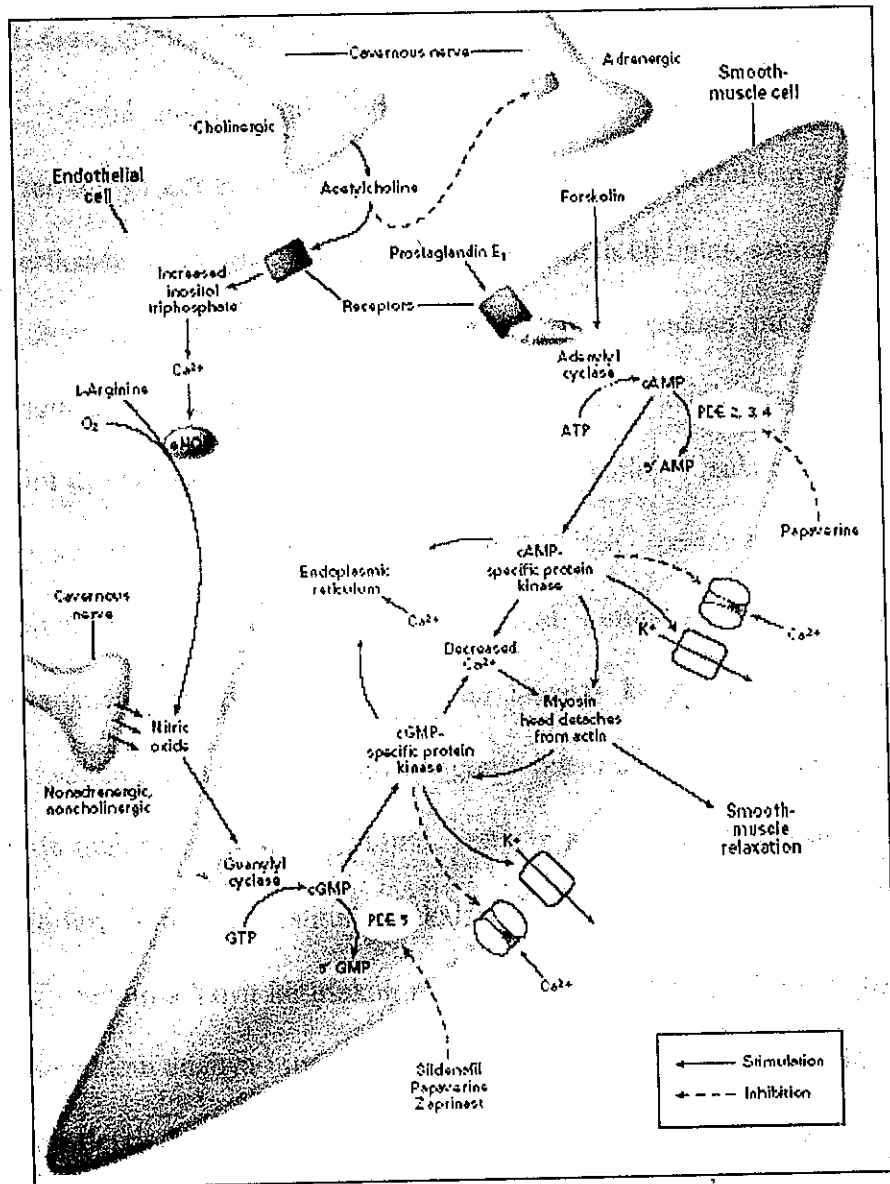 Cavernous nerve
Adrenergic
Smooth-
muscle cell
Cholinergic
Endothelial
cell
Acetylcholine
Forskolin
Prostaglandin E1
Increased
inositol
triphosphate
Receptors
Ca2+
L-Arginine
O2
eNOS
Adenylyl
cyclase
cAMP
PDE 2, 3, 4
ATP
5' AMP
Papaverine
cAMP-
specific protein
kinase
Endoplasmic
reticulum
Ca2+
K+
Ca2+
Cavernous
nerve
Decreased
Ca2+
Myosin
head detaches
from actin
Nitric
oxide
cGMP-
specific protein
kinase
Nonadrenergic,
noncholinergic
Smooth-
muscle
relaxation
Guanylyl
cyclase
cGMP
PDE 5
GTP
5' GMP
K+
Ca2+
Sildenafil
Papaverine
Zaprinast
Stimulation
Inhibition